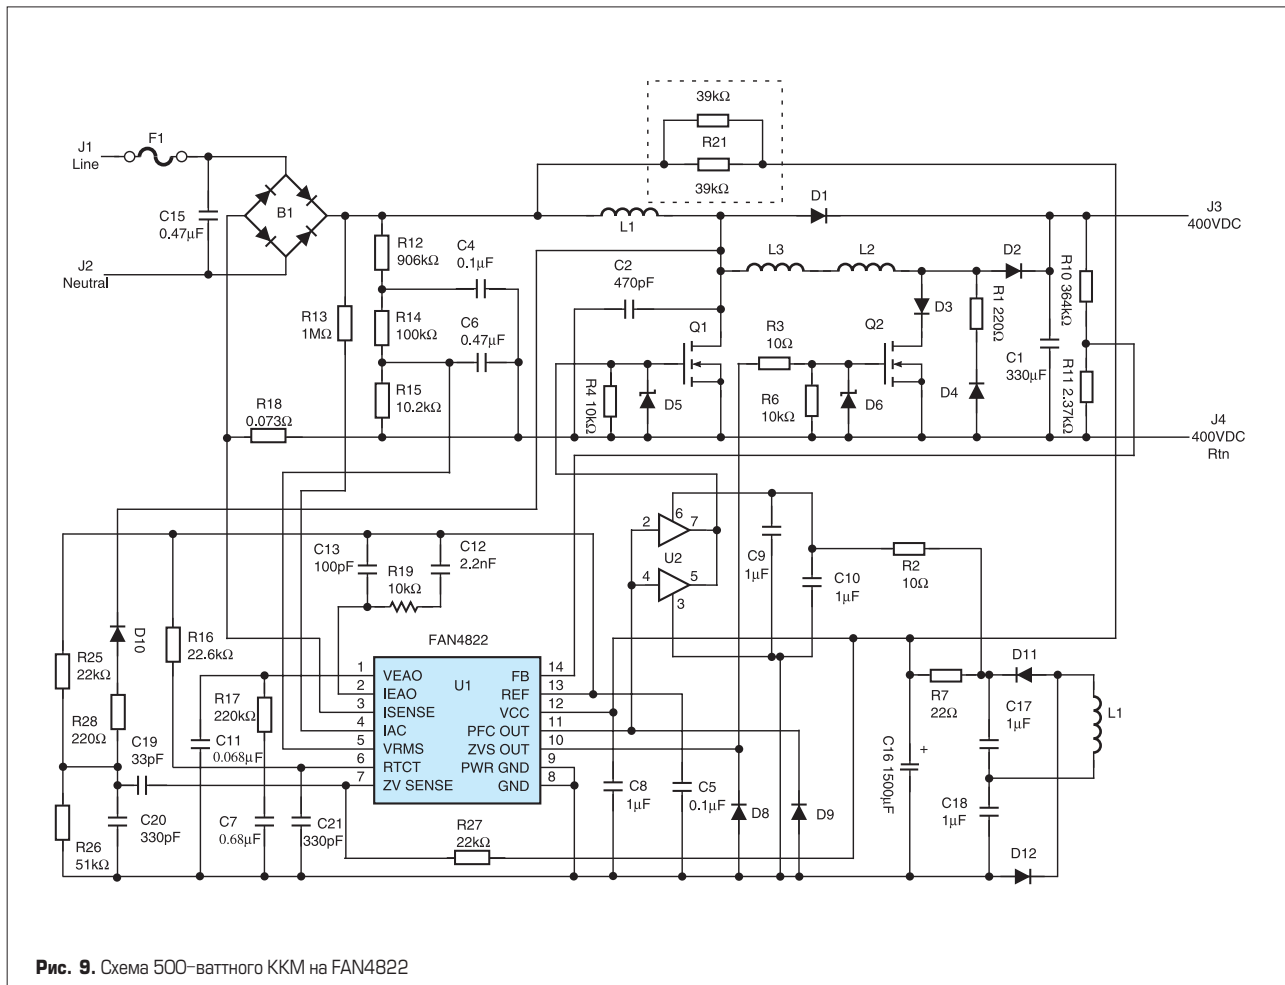 39kΩ
R21
39kΩ
J1
Line
F1
C15
0.47µF
B1
J2
Neutral
R12
906kΩ
C4
0.1µF
R13
1MΩ
R14
100kΩ
C6
0.47µF
R15
10.2kΩ
R18
0.073Ω
L1
D1
J3
400VDC
L3
L2
D2
C2
470pF
Q1
R3
10Ω
Q2
D3
R1 220Ω
R10 364kΩ
C1
330µF
R4 10kΩ
D5
R6
10kΩ
D6
D4
R11 2.37kΩ
J4
400VDC
Rtn
C13
100pF
R19
10kΩ
C12
2.2nF
2
6
7
U2
4
5
3
C9
1µF
C10
1µF
R2
10Ω
D10
R16
22.6kΩ
R25
22kΩ
R28
220Ω
R17
220kΩ
C11
0.068µF
C19
33pF
C20
330pF
R26
51kΩ
C7
0.68µF
C21
330pF
FAN4822
U1
1 VEAO FB 14
2 IEAO REF 13
3 ISENSE VCC 12
4 IAC PFC OUT 11
5 VRMS ZVS OUT 10
6 RTCT PWR GND 9
7 ZV SENSE GND 8
R27
22kΩ
C8
1µF
C5
0.1µF
D8
D9
R7
22Ω
D11
C17
1µF
L1
C16 1500µF
+
C18
1µF
D12
Рис. 9. Схема 500-ваттного ККМ на FAN4822